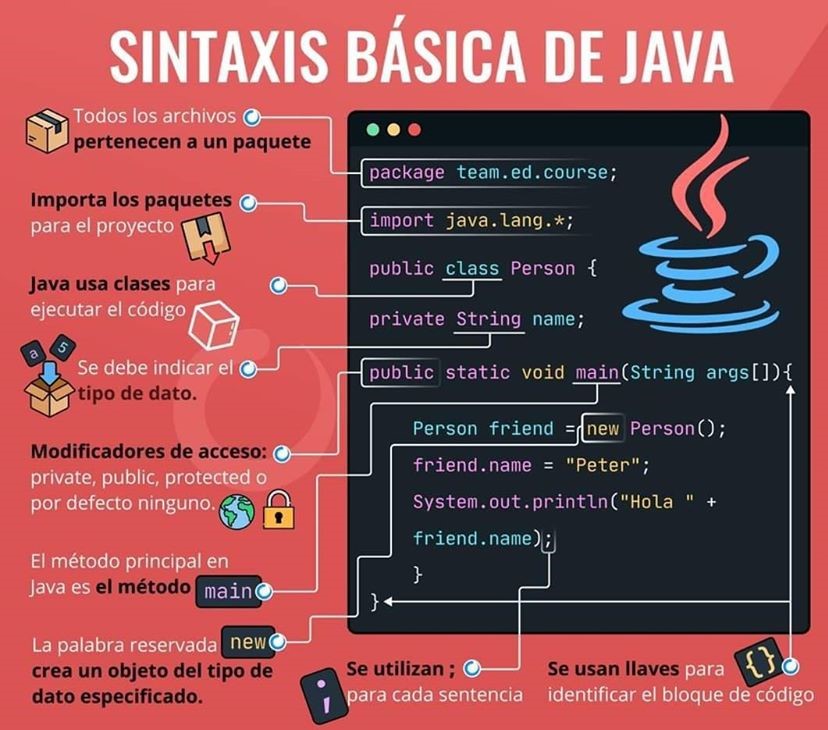 SINTAXIS BÁSICA DE JAVA
Todos los archivos
pertenecen a un paquete
Importa los paquetes
para el proyecto
Java usa clases para
ejecutar el código
a 5
Se debe indicar el
tipo de dato.
Modificadores de acceso:
private, public, protected o
por defecto ninguno.
El método principal en
Java es el método main
La palabra reservada new
crea un objeto del tipo de
dato especificado.
package team.ed.course;
import java.lang.*;
public class Person {
private String name;
public static void main(String args[]){
Person friend = new Person();
friend.name = "Peter";
System.out.println("Hola " +
friend.name);
}
}
;
Se utilizan ;
para cada sentencia
Se usan llaves para
identificar el bloque de código
{}